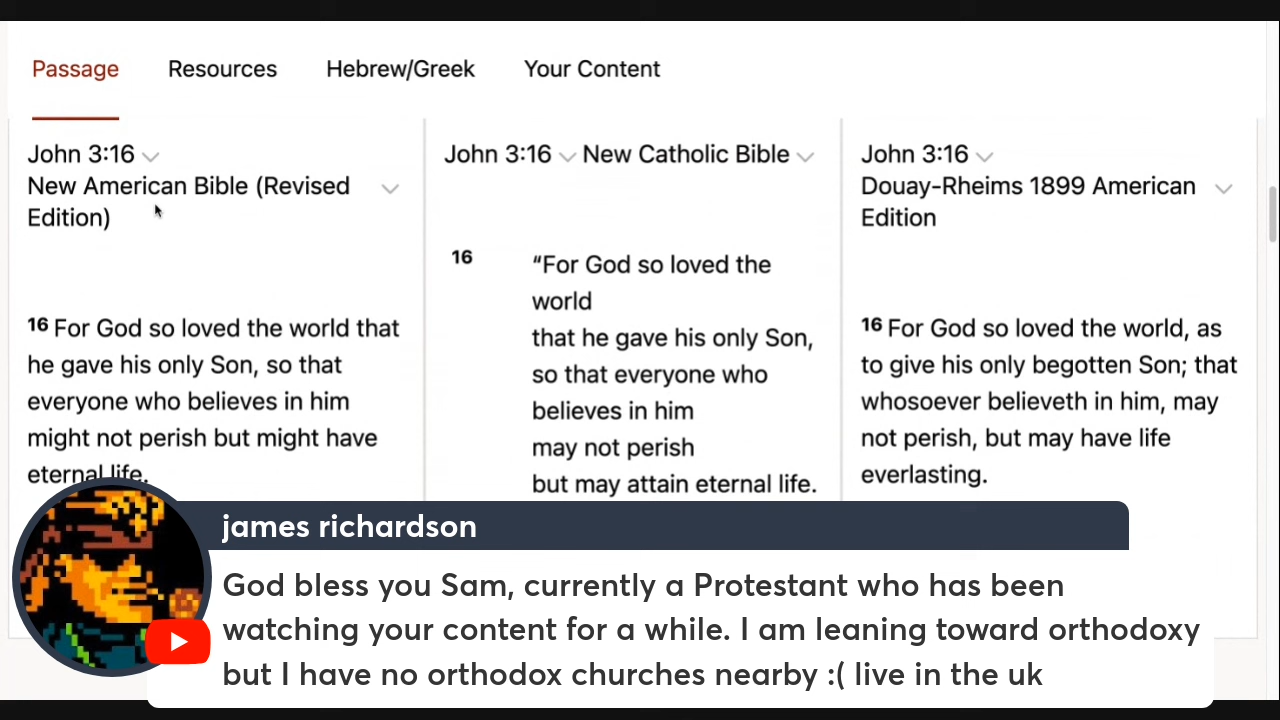 Passage Resources Hebrew/Greek Your Content
John 3:16
New American Bible (Revised
Edition)
16 For God so loved the world that
he gave his only Son, so that
everyone who believes in him
might not perish but might have
eternal life.
John 3:16 New Catholic Bible
16 “For God so loved the
world
that he gave his only Son,
so that everyone who
believes in him
may not perish
but may attain eternal life.
John 3:16
Douay-Rheims 1899 American
Edition
16 For God so loved the world, as
to give his only begotten Son; that
whosoever believeth in him, may
not perish, but may have life
everlasting.
james richardson
God bless you Sam, currently a Protestant who has been
watching your content for a while. I am leaning toward orthodoxy
but I have no orthodox churches nearby :( live in the uk